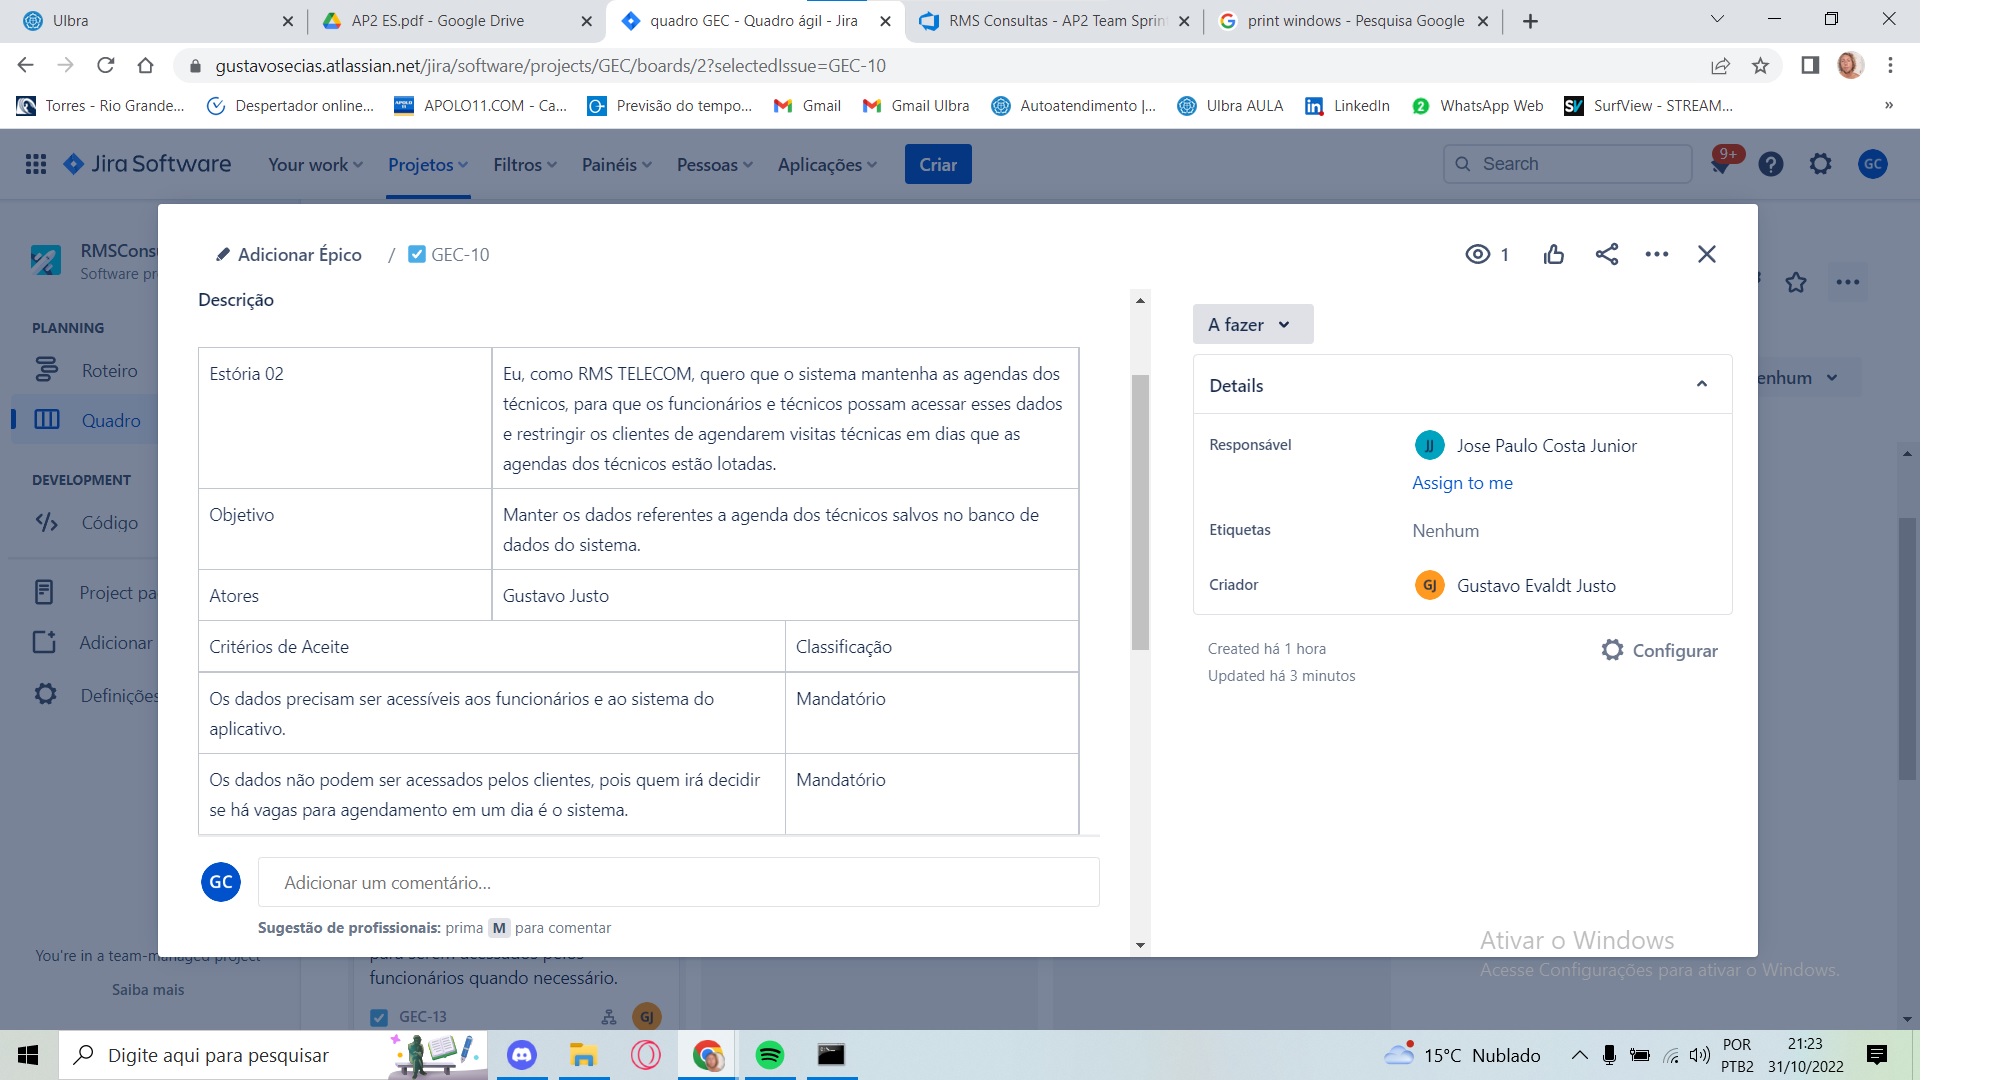 Ulbra
AP2 ES.pdf - Google Drive
quadro GEC - Quadro ágil - Jira
RMS Consultas - AP2 Team Sprin
print windows - Pesquisa Google
gustavosecias.atlassian.net/jira/software/projects/GEC/boards/2?selectedIssue=GEC-10
Torres - Rio Grande...
Despertador online...
APOLO11.COM - Ca...
Previsão do tempo...
Gmail
Gmail Ulbra
Autoatendimento |...
Ulbra AULA
LinkedIn
WhatsApp Web
SurfView - STREAM...
»
Jira Software
Your work
Projetos
Filtros
Painéis
Pessoas
Aplicações
Criar
Search
9+
GC
RMSConsu
Software pr
PLANNING
Roteiro
Quadro
DEVELOPMENT
Código
Project pa
Adicionar
Definições
You're in a team-managed project
Saiba mais
Adicionar Épico
/
GEC-10
1
Descrição
Estória 02
Eu, como RMS TELECOM, quero que o sistema mantenha as agendas dos
técnicos, para que os funcionários e técnicos possam acessar esses dados
e restringir os clientes de agendarem visitas técnicas em dias que as
agendas dos técnicos estão lotadas.
Objetivo
Manter os dados referentes a agenda dos técnicos salvos no banco de
dados do sistema.
Atores
Gustavo Justo
Critérios de Aceite
Classificação
Os dados precisam ser acessíveis aos funcionários e ao sistema do
aplicativo.
Mandatório
Os dados não podem ser acessados pelos clientes, pois quem irá decidir
se há vagas para agendamento em um dia é o sistema.
Mandatório
GC
Adicionar um comentário...
Sugestão de profissionais: prima M para comentar
A fazer
Details
Responsável
JJ
Jose Paulo Costa Junior
Assign to me
Etiquetas
Nenhum
Criador
GJ
Gustavo Evaldt Justo
Created há 1 hora
Updated há 3 minutos
Configurar
enhum
para serem acessados pelos
funcionários quando necessário.
GEC-13
GJ
Ativar o Windows
Acesse Configurações para ativar o Windows.
Digite aqui para pesquisar
15°C Nublado
POR
PTB2
21:23
31/10/2022